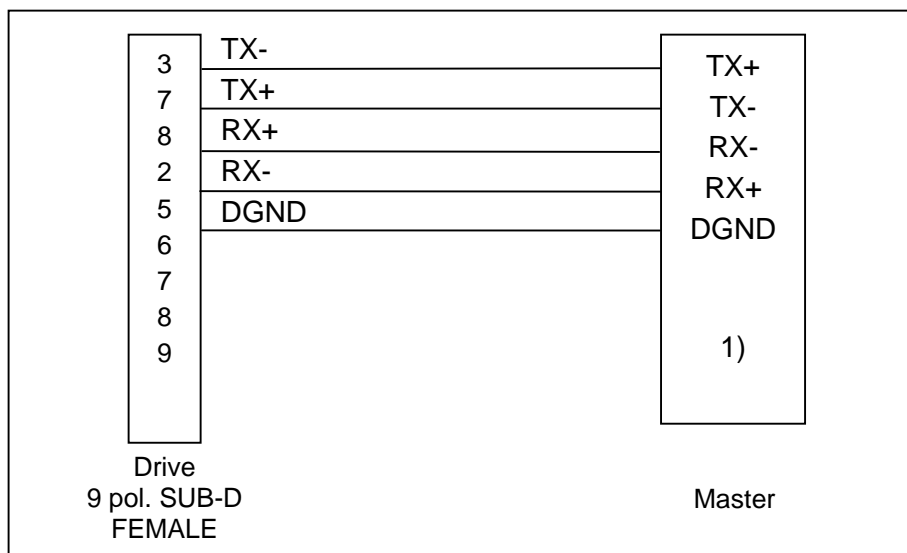 3 TX- TX+
7 TX+ TX-
8 RX+ RX-
2 RX- RX+
5 DGND DGND
6
7
8
9 1)
Drive
9 pol. SUB-D
FEMALE
Master